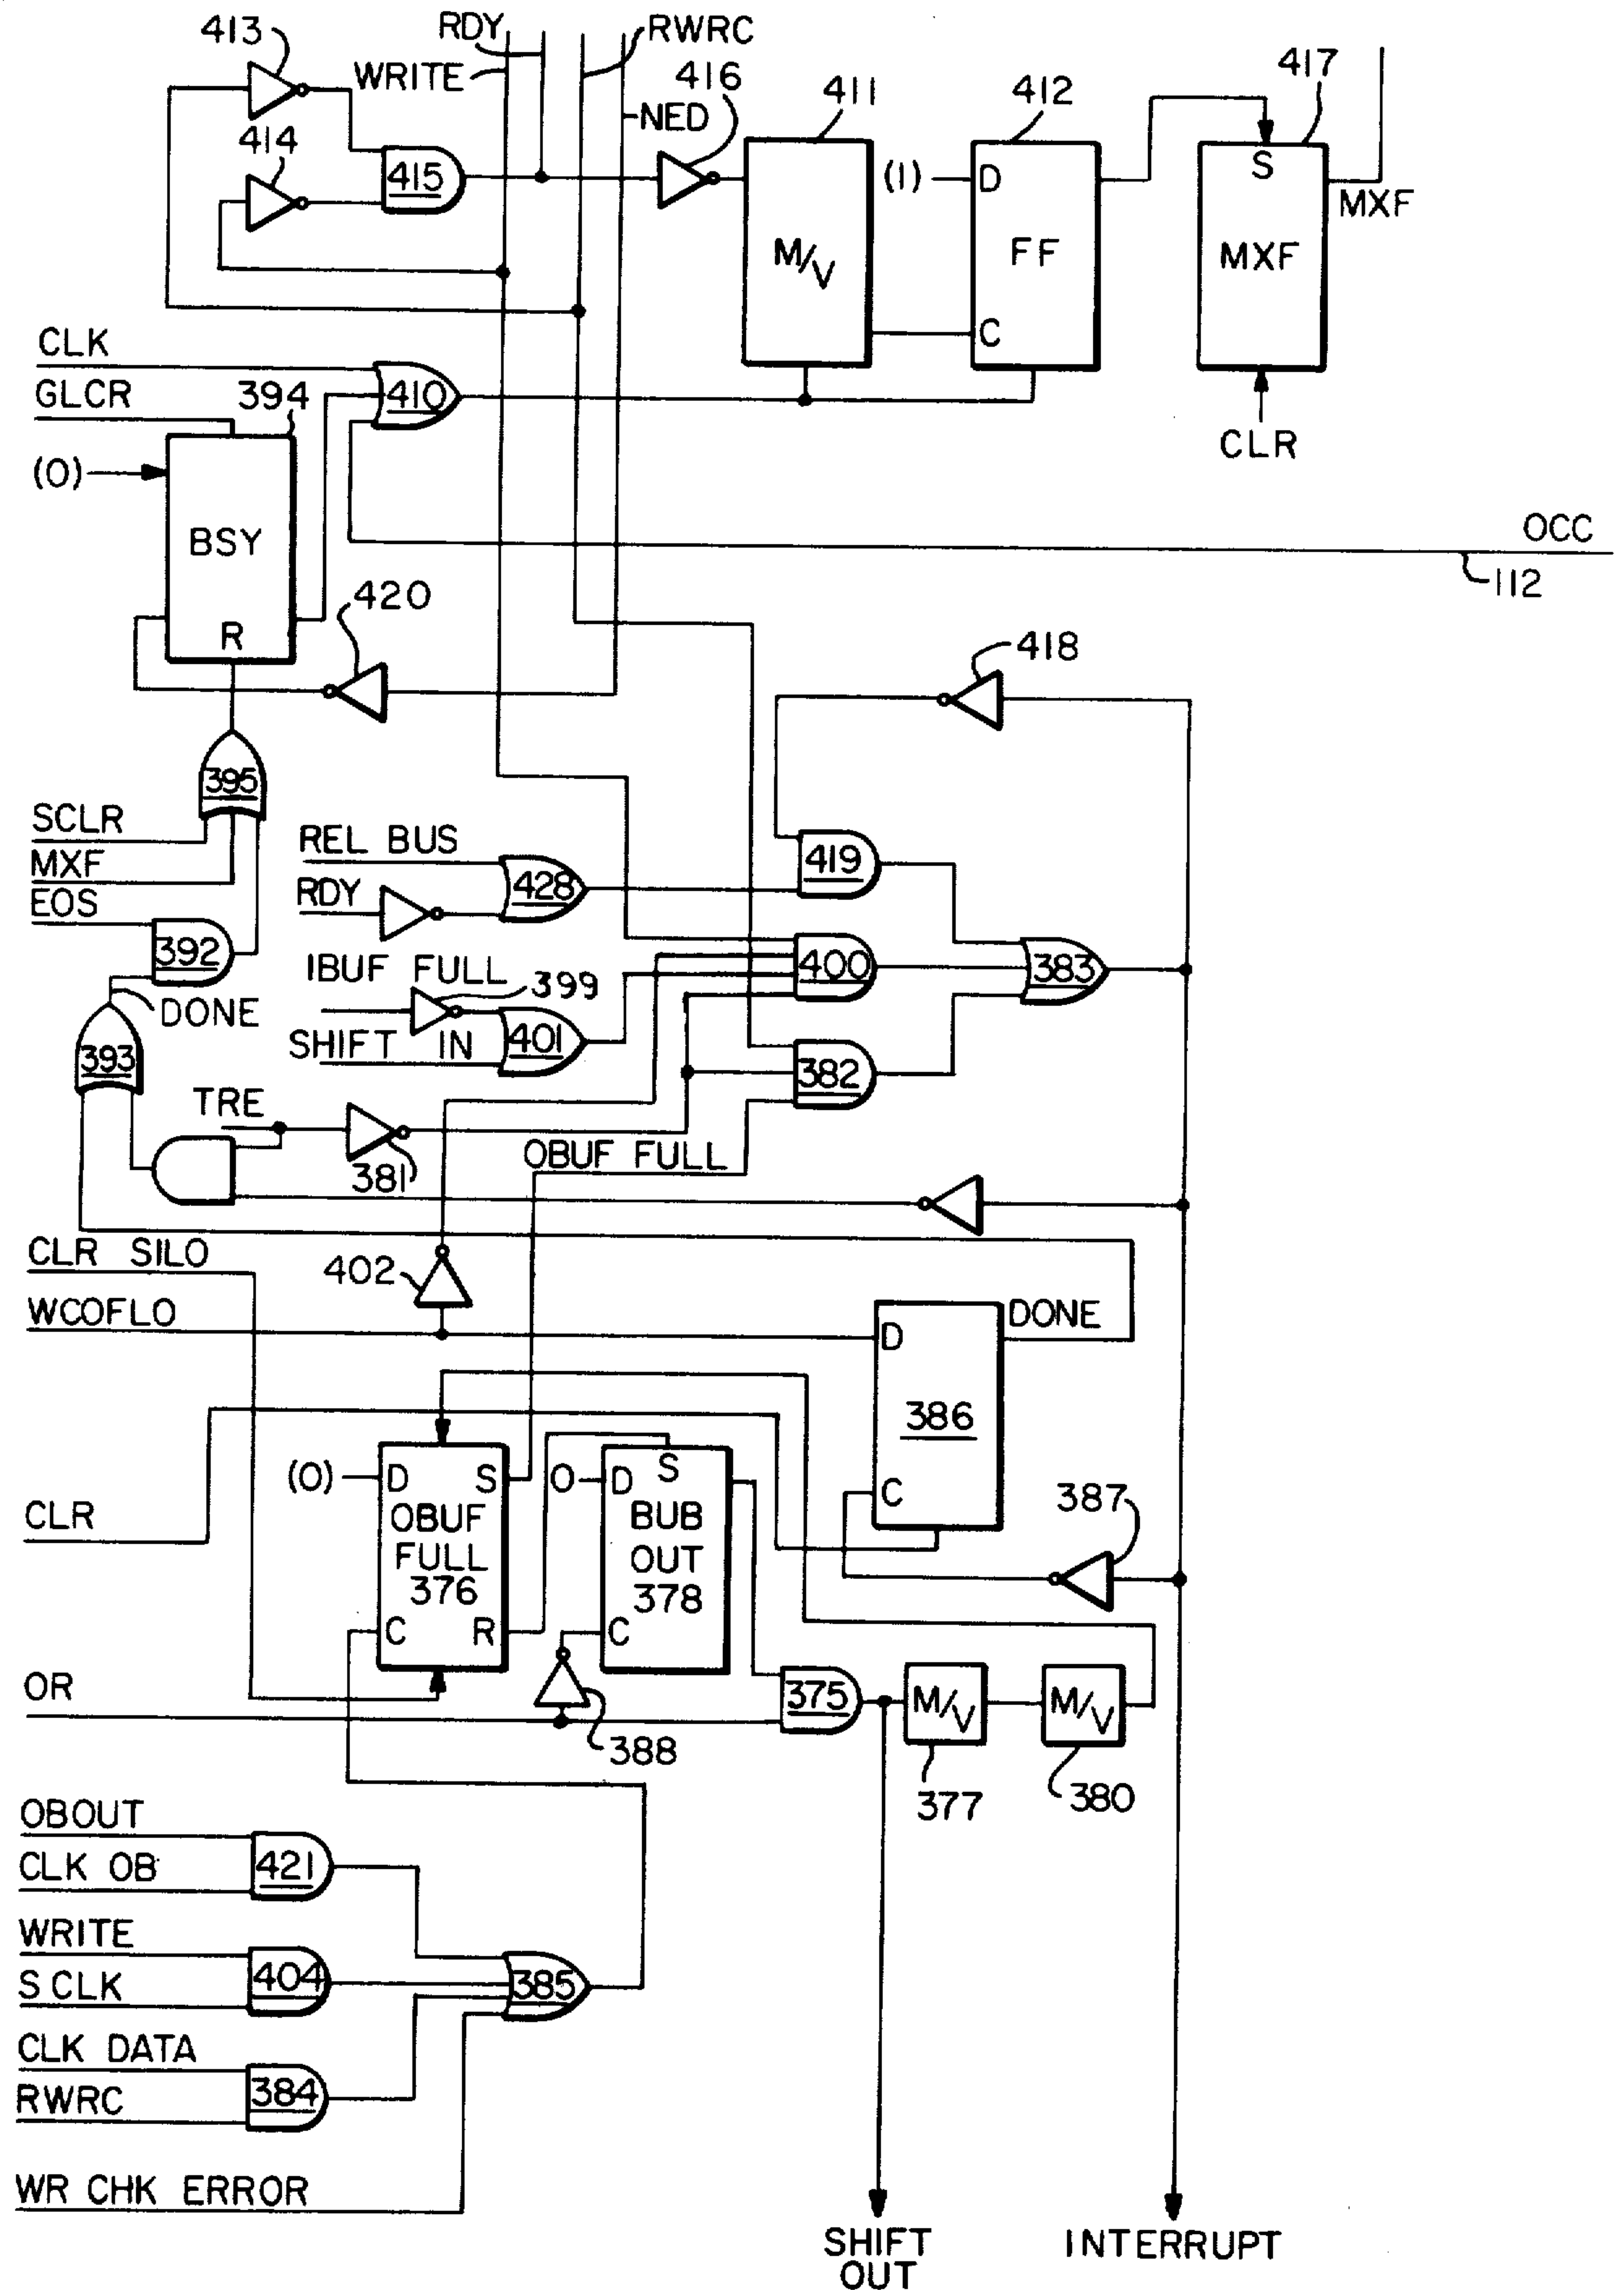 413
RDY
RWRC
WRITE
416
417
411
412
NED
414
415
(1)
D
S
MXF
M/V
FF
MXF
C
CLK
GLCR
394
410
CLR
(0)
BSY
OCC
112
420
R
418
395
SCLR
MXF
EOS
REL BUS
428
419
RDY
392
IBUF FULL
399
400
383
DONE
SHIFT IN
401
393
382
TRE
381
OBUF FULL
CLR SILO
402
WCOFLO
DONE
D
386
C
(0)
D
S
OBUF
FULL
376
C
R
0
D
S
BUB
OUT
378
C
387
CLR
OR
388
375
M/V
M/V
377
380
OBOUT
CLK OB
421
WRITE
S CLK
404
385
CLK DATA
RWRC
384
WR CHK ERROR
SHIFT
OUT
INTERRUPT